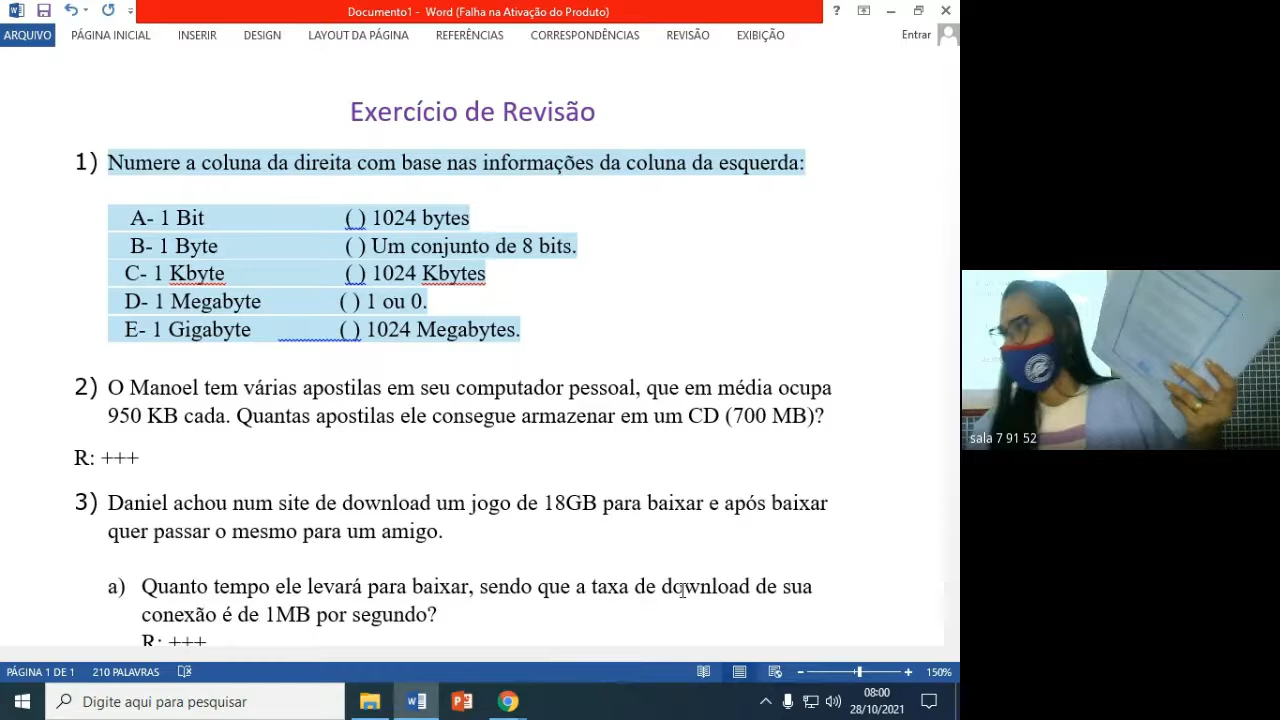 Documento1 - Word (Falha na Ativação do Produto)
ARQUIVO PÁGINA INICIAL INSERIR DESIGN LAYOUT DA PÁGINA REFERÊNCIAS CORRESPONDÊNCIAS REVISÃO EXIBIÇÃO Entrar
Exercício de Revisão
1) Numere a coluna da direita com base nas informações da coluna da esquerda:
A- 1 Bit ( ) 1024 bytes
B- 1 Byte ( ) Um conjunto de 8 bits.
C- 1 Kbyte ( ) 1024 Kbytes
D- 1 Megabyte ( ) 1 ou 0.
E- 1 Gigabyte ( ) 1024 Megabytes.
2) O Manoel tem várias apostilas em seu computador pessoal, que em média ocupa
950 KB cada. Quantas apostilas ele consegue armazenar em um CD (700 MB)?
R: +++
3) Daniel achou num site de download um jogo de 18GB para baixar e após baixar
quer passar o mesmo para um amigo.
a) Quanto tempo ele levará para baixar, sendo que a taxa de download de sua
conexão é de 1MB por segundo?
R: +++
sala 7 91 52
PÁGINA 1 DE 1 210 PALAVRAS 150%
Digite aqui para pesquisar
08:00
28/10/2021